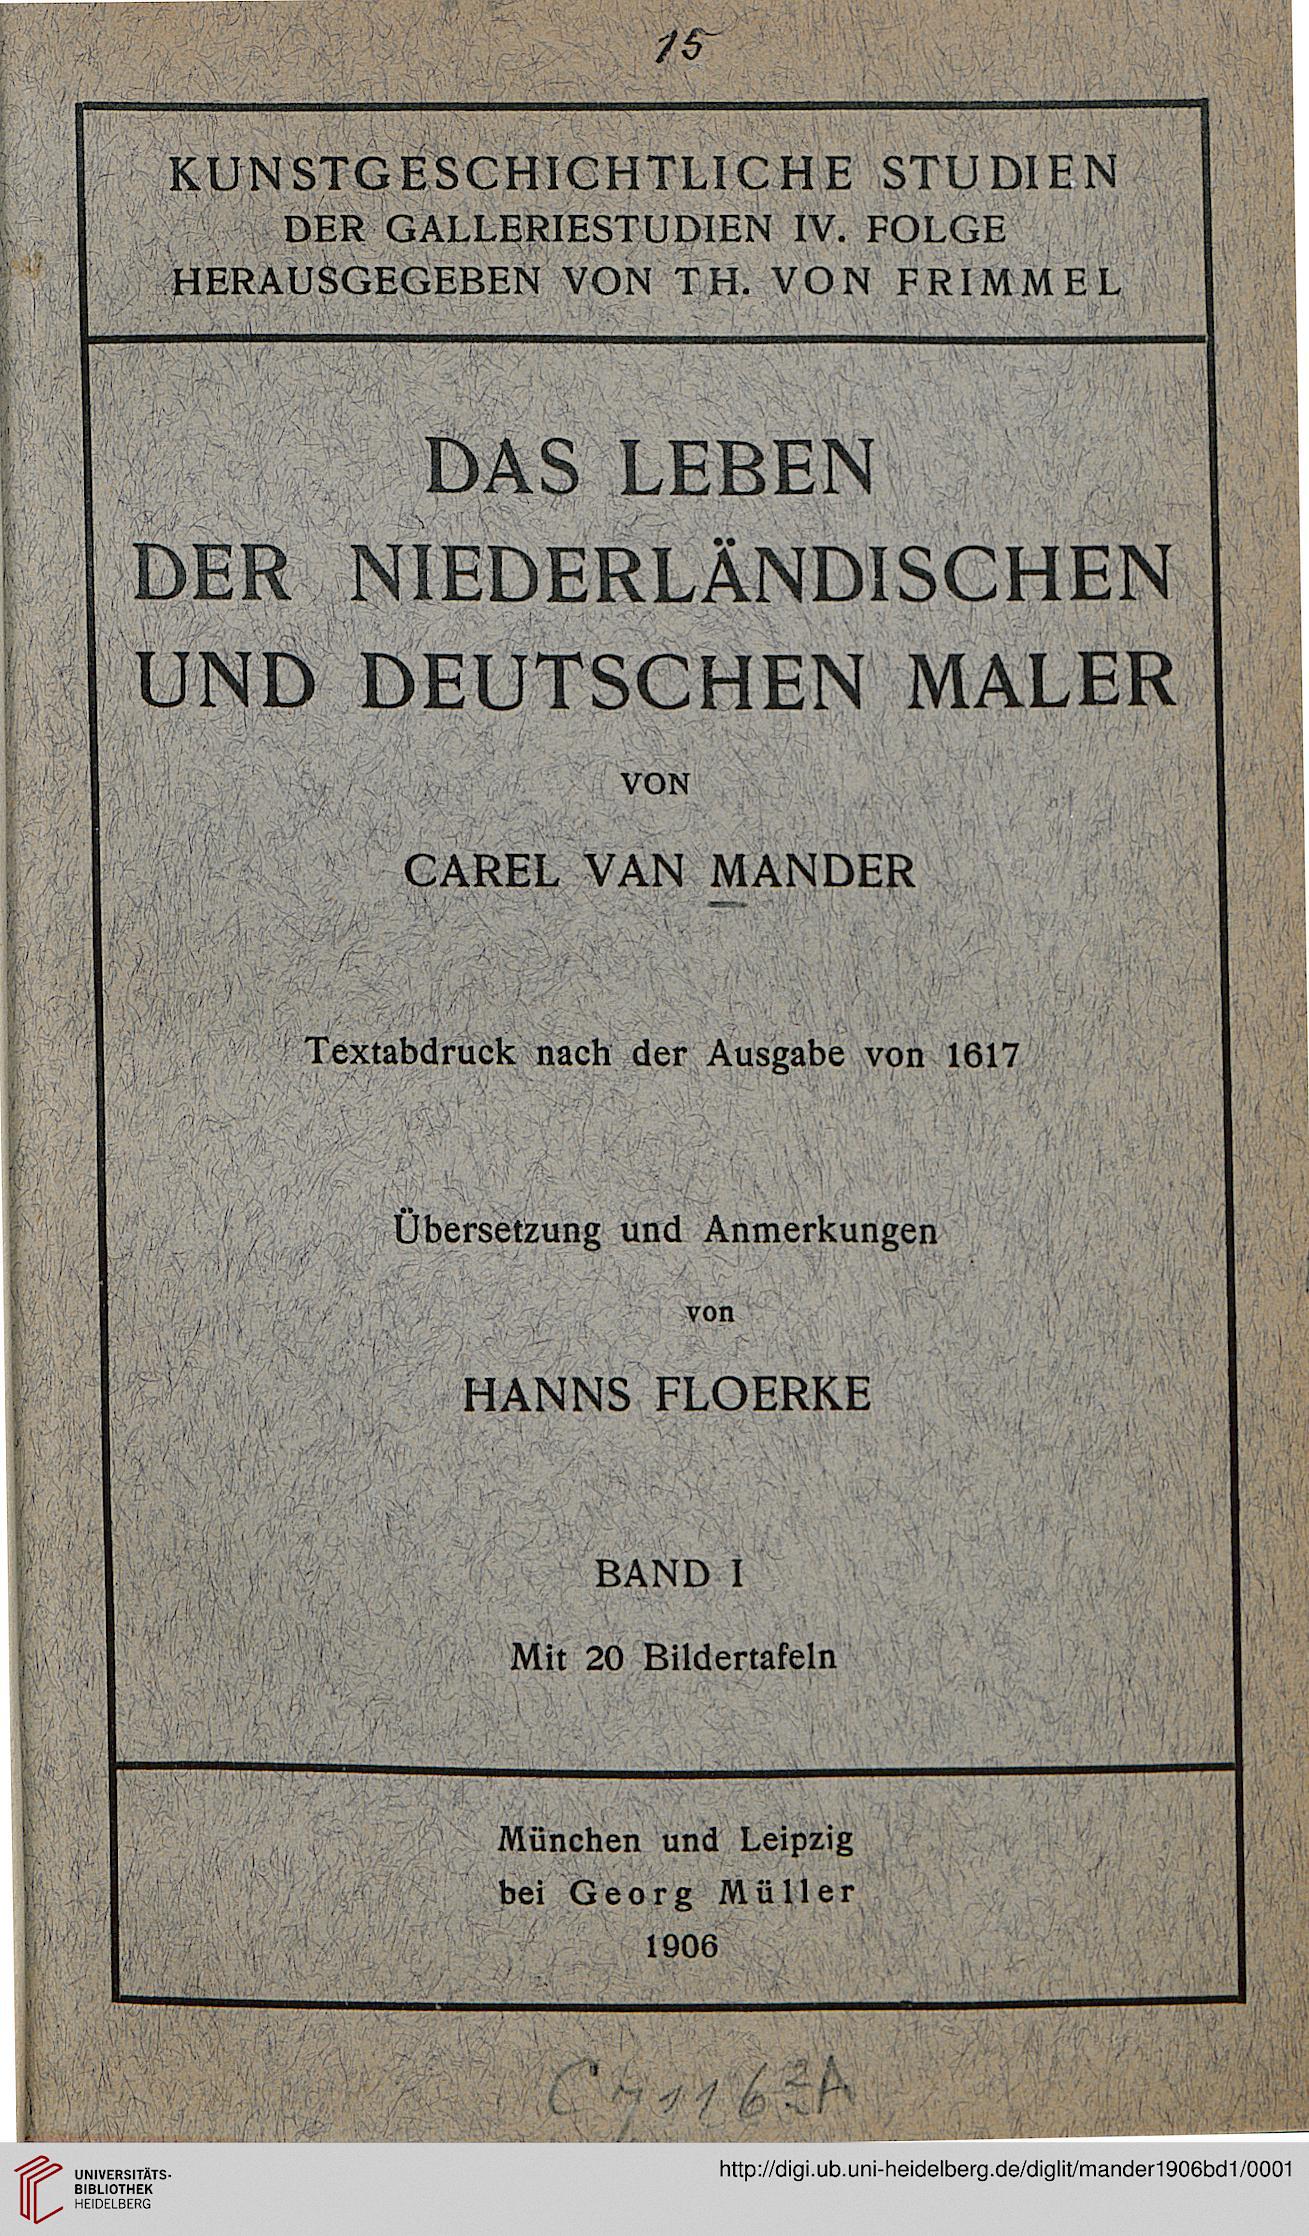 15
KUNSTGESCHICHTLICHE STUDIEN
DER GALLERIESTUDIEN IV. FOLGE
HERAUSGEGEBEN VON TH. VON FRIMMEL
DAS LEBEN
DER NIEDERLÄNDISCHEN
UND DEUTSCHEN MALER
VON
CAREL VAN MANDER
Textabdruck nach der Ausgabe von 1617
Übersetzung und Anmerkungen
von
HANNS FLOERKE
BAND I
Mit 20 Bildertafeln
München und Leipzig
bei Georg Müller
1906
UNIVERSITÄTS-
BIBLIOTHEK
HEIDELBERG
http://digi.ub.uni-heidelberg.de/diglit/mander1906bd1/0001